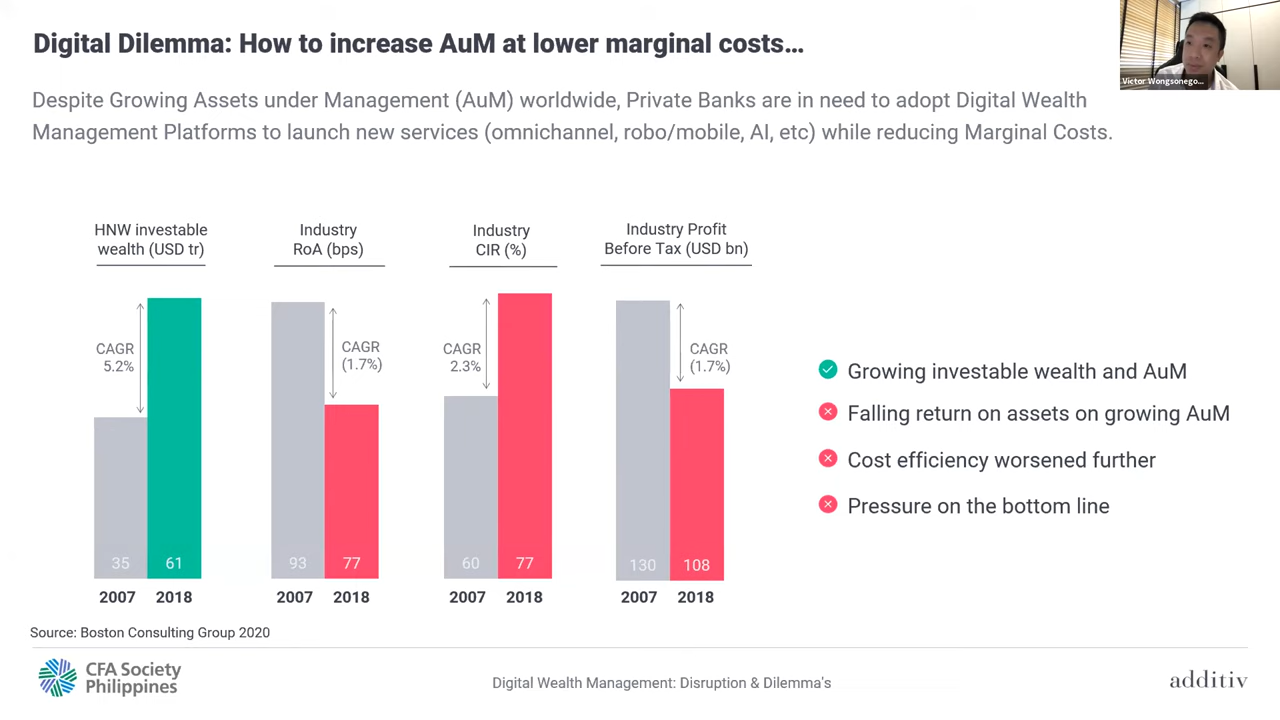 Digital Dilemma: How to increase AuM at lower marginal costs…
Victor Wongsonego...
Despite Growing Assets under Management (AuM) worldwide, Private Banks are in need to adopt Digital Wealth
Management Platforms to launch new services (omnichannel, robo/mobile, AI, etc) while reducing Marginal Costs.
HNW investable
wealth (USD tr)
CAGR
5.2%
35
61
2007
2018
Industry
RoA (bps)
CAGR
(1.7%)
93
77
2007
2018
Industry
CIR (%)
CAGR
2.3%
60
77
2007
2018
Industry Profit
Before Tax (USD bn)
CAGR
(1.7%)
130
108
2007
2018
Growing investable wealth and AuM
Falling return on assets on growing AuM
Cost efficiency worsened further
Pressure on the bottom line
Source: Boston Consulting Group 2020
CFA Society
Philippines
Digital Wealth Management: Disruption & Dilemma's
additiv